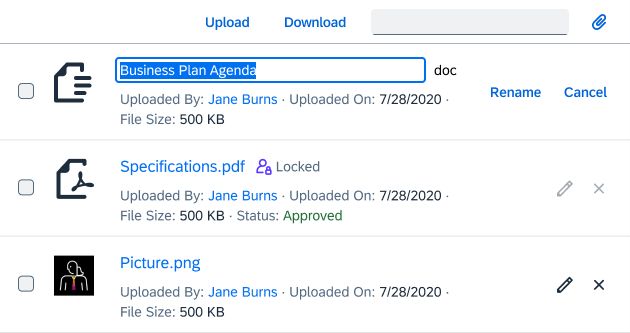 Upload Download
Business Plan Agenda doc
Rename Cancel
Uploaded By: Jane Burns · Uploaded On: 7/28/2020 ·
File Size: 500 KB
Specifications.pdf Locked
Uploaded By: Jane Burns · Uploaded On: 7/28/2020 ·
File Size: 500 KB · Status: Approved
Picture.png
Uploaded By: Jane Burns · Uploaded On: 7/28/2020 ·
File Size: 500 KB